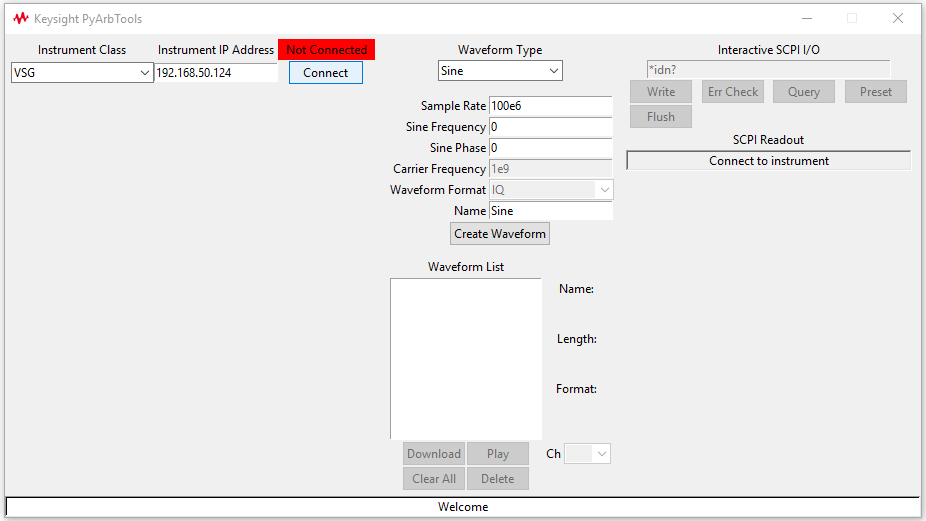 Keysight PyArbTools
Instrument Class Instrument IP Address Not Connected
VSG 192.168.50.124 Connect
Waveform Type
Sine
Sample Rate 100e6
Sine Frequency 0
Sine Phase 0
Carrier Frequency 1e9
Waveform Format IQ
Name Sine
Create Waveform
Waveform List
Name:
Length:
Format:
Download Play Ch
Clear All Delete
Interactive SCPI I/O
*idn?
Write Err Check Query Preset
Flush
SCPI Readout
Connect to instrument
Welcome